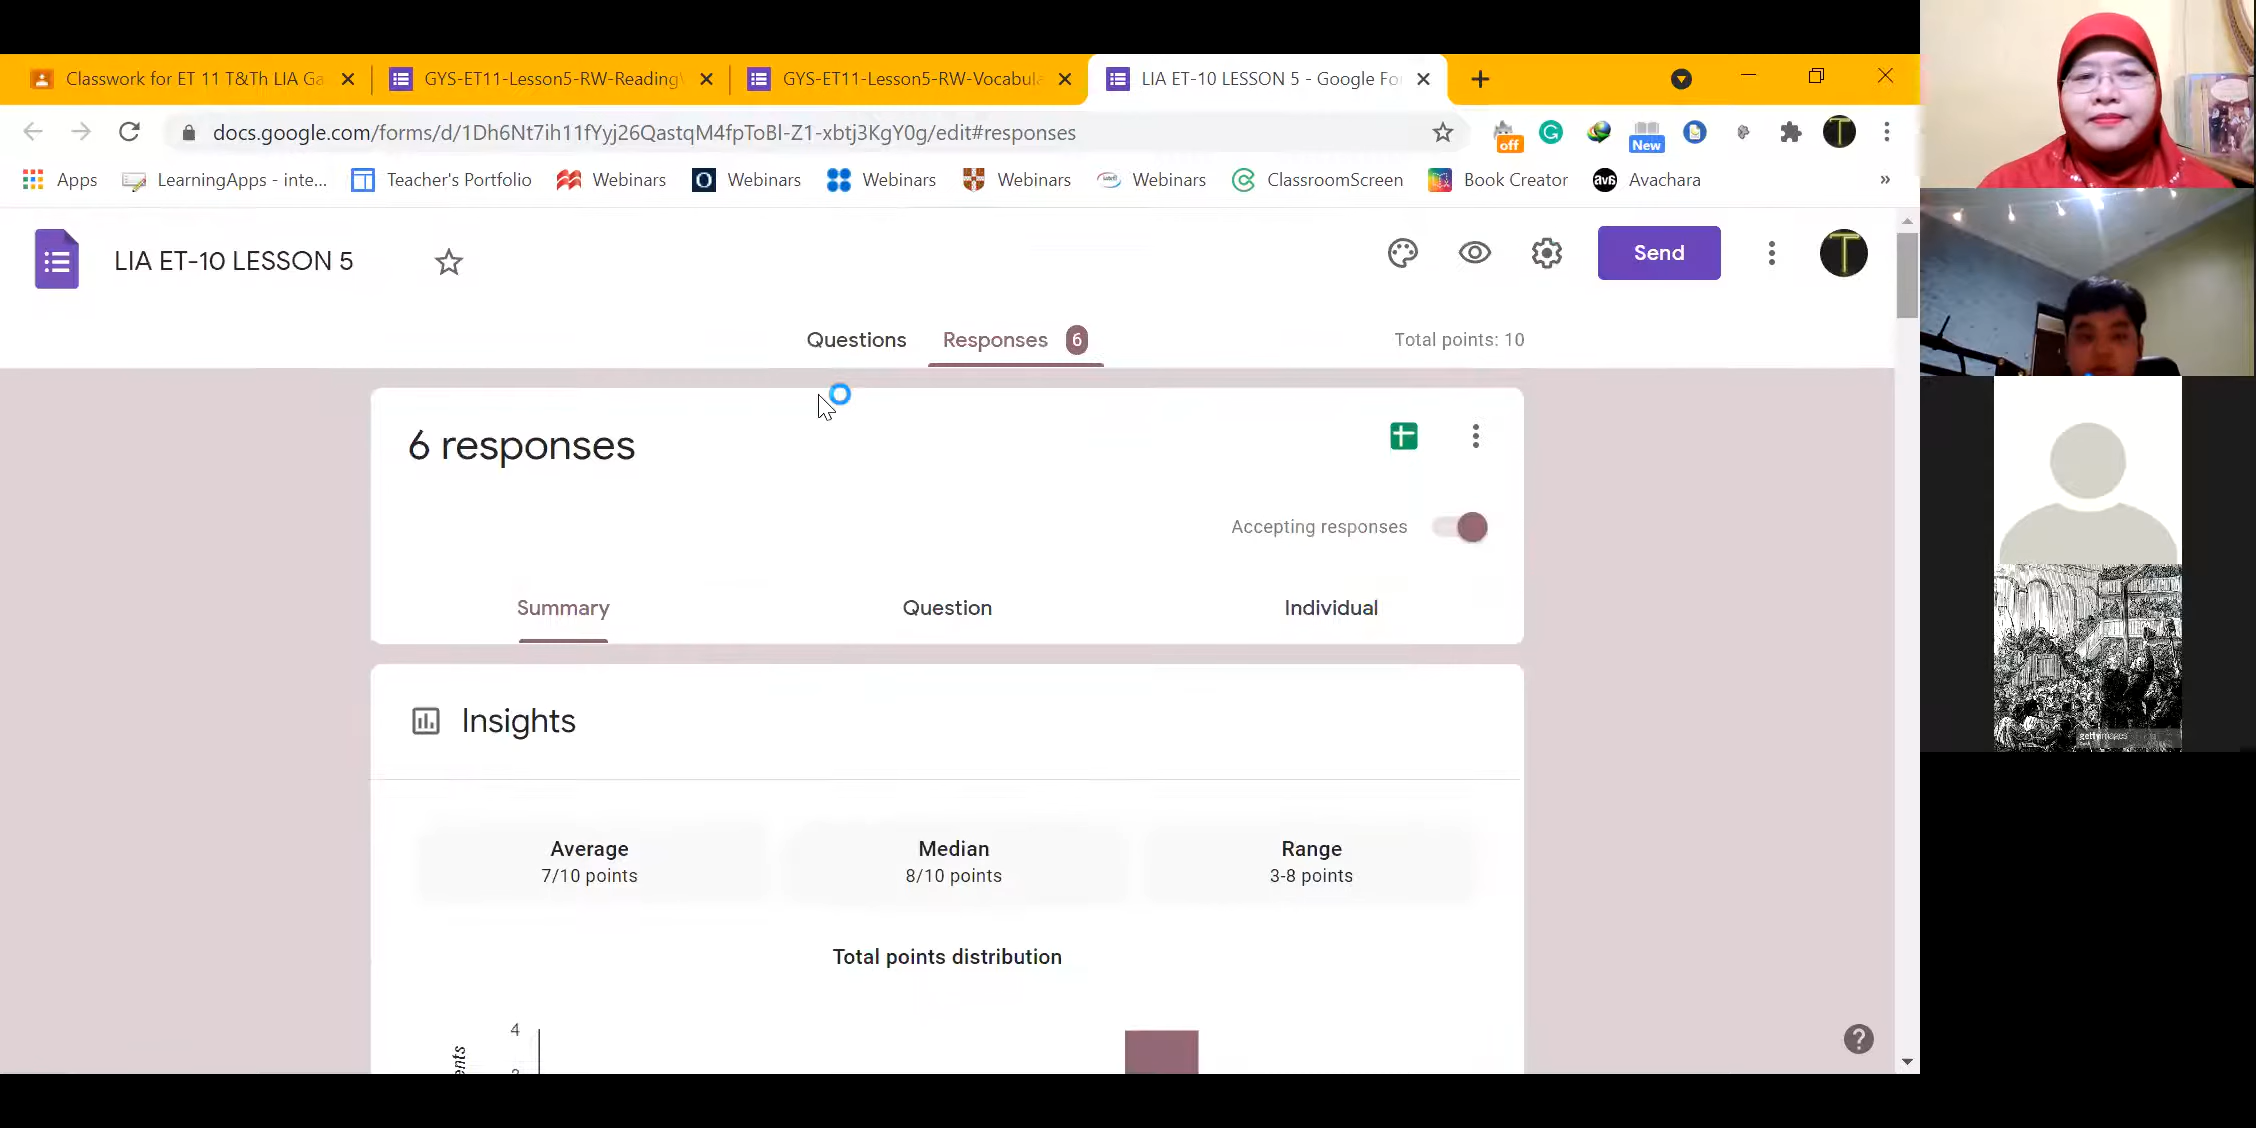 Classwork for ET 11 T&Th LIA Ga
GYS-ET11-Lesson5-RW-Reading
GYS-ET11-Lesson5-RW-Vocabula
LIA ET-10 LESSON 5 - Google Fo
docs.google.com/forms/d/1Dh6Nt7ih11fYyj26QastqM4fpToBl-Z1-xbtj3KgY0g/edit#responses
off
New
T
Apps
LearningApps - inte...
Teacher's Portfolio
Webinars
Webinars
Webinars
Webinars
Webinars
ClassroomScreen
Book Creator
Avachara
»
LIA ET-10 LESSON 5
Send
T
Questions
Responses 6
Total points: 10
6 responses
Accepting responses
Summary
Question
Individual
Insights
Average
Median
Range
7/10 points
8/10 points
3-8 points
Total points distribution
4
gettyimages